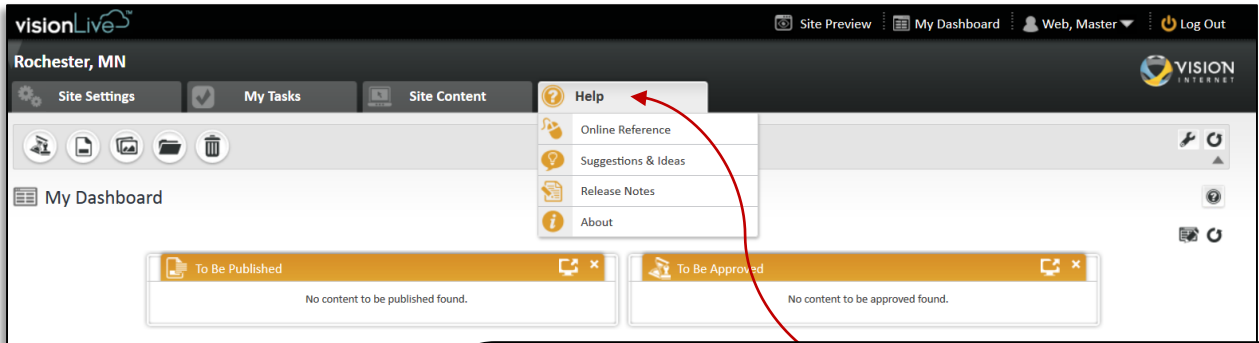 visionLive™
Site Preview
My Dashboard
Web, Master
Log Out
Rochester, MN
VISION
INTERNET
Site Settings
My Tasks
Site Content
Help
Online Reference
Suggestions & Ideas
Release Notes
About
My Dashboard
To Be Published
To Be Approved
No content to be published found.
No content to be approved found.